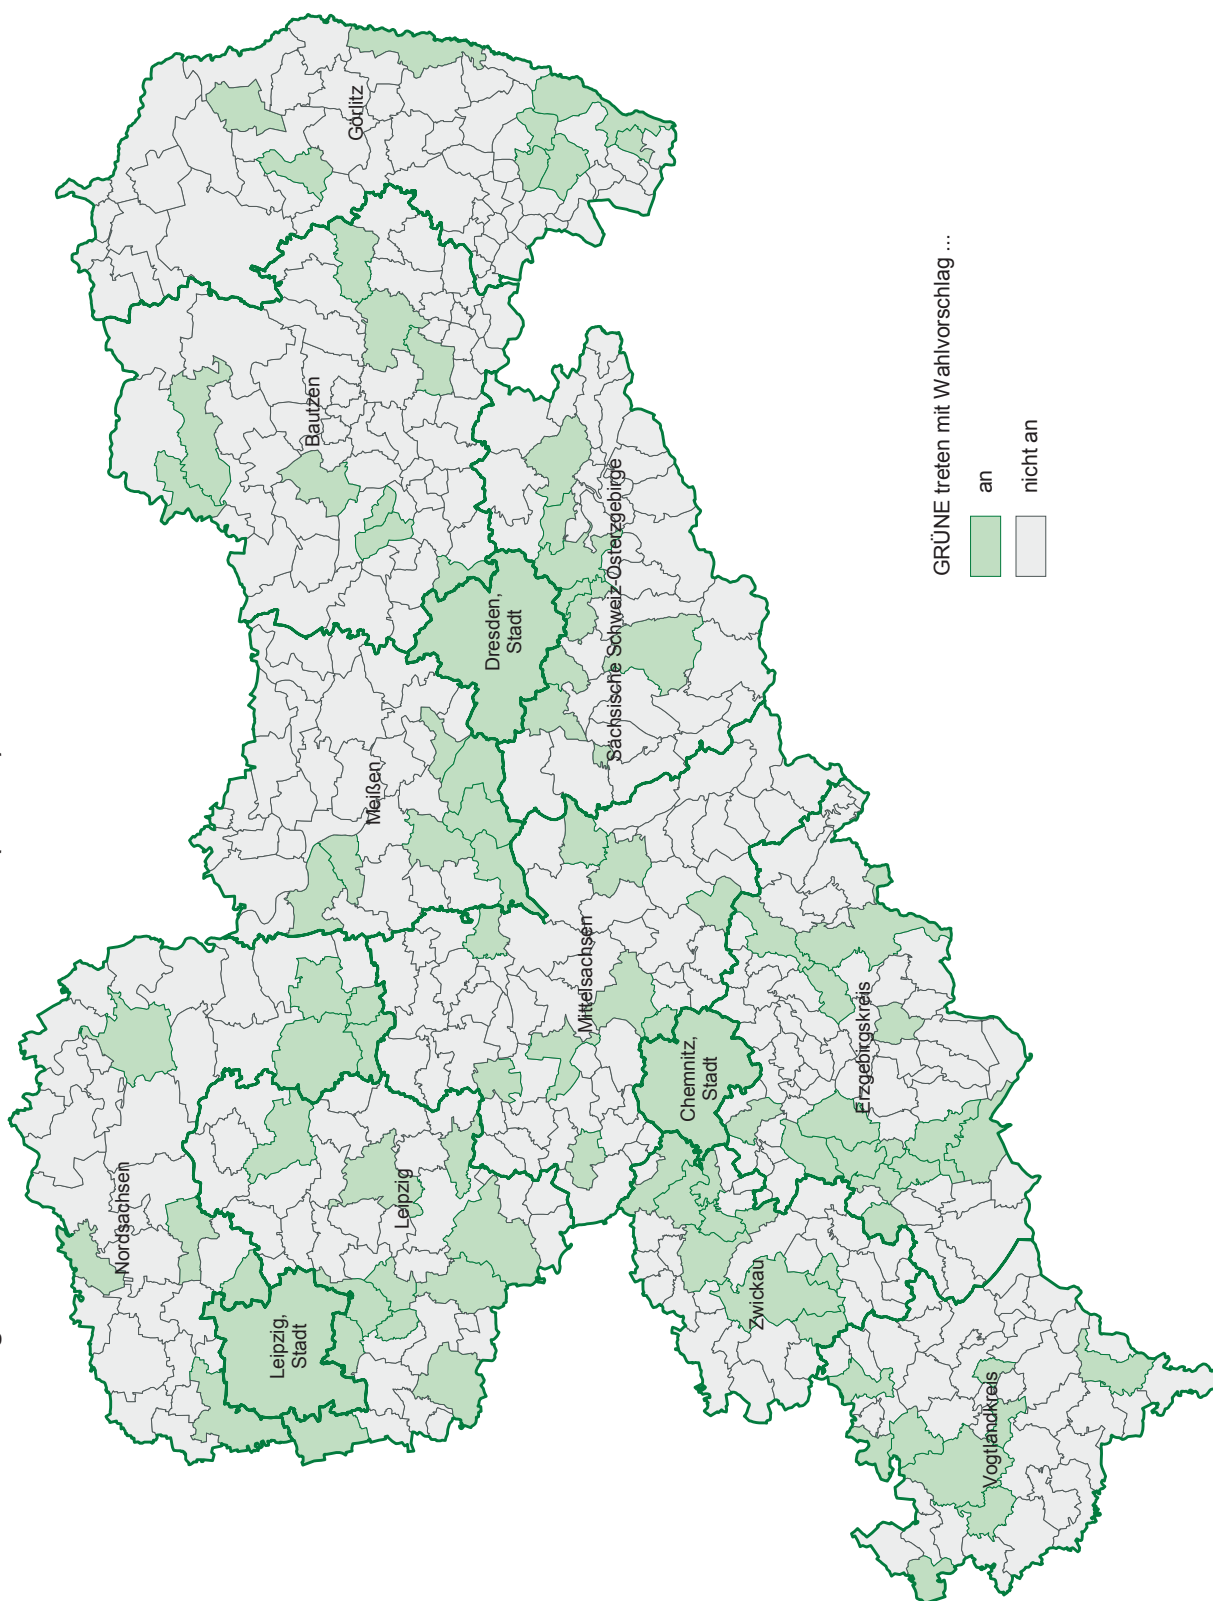 Nordsachsen
Leipzig,
Stadt
Leipzig
Meißen
Bautzen
Görlitz
Dresden,
Stadt
Sächsische Schweiz-Osterzgebirge
Mittelsachsen
Chemnitz,
Stadt
Erzgebirgskreis
Zwickau
Vogtlandkreis
GRÜNE treten mit Wahlvorschlag ...
an
nicht an